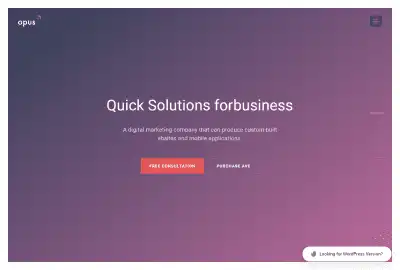 opus
Quick Solutions forbusiness
A digital marketing company that can produce custom built
sitebes and mobile applications
FREE CONSULTATION
PURCHASE AVE
Looking for WordPress Version?